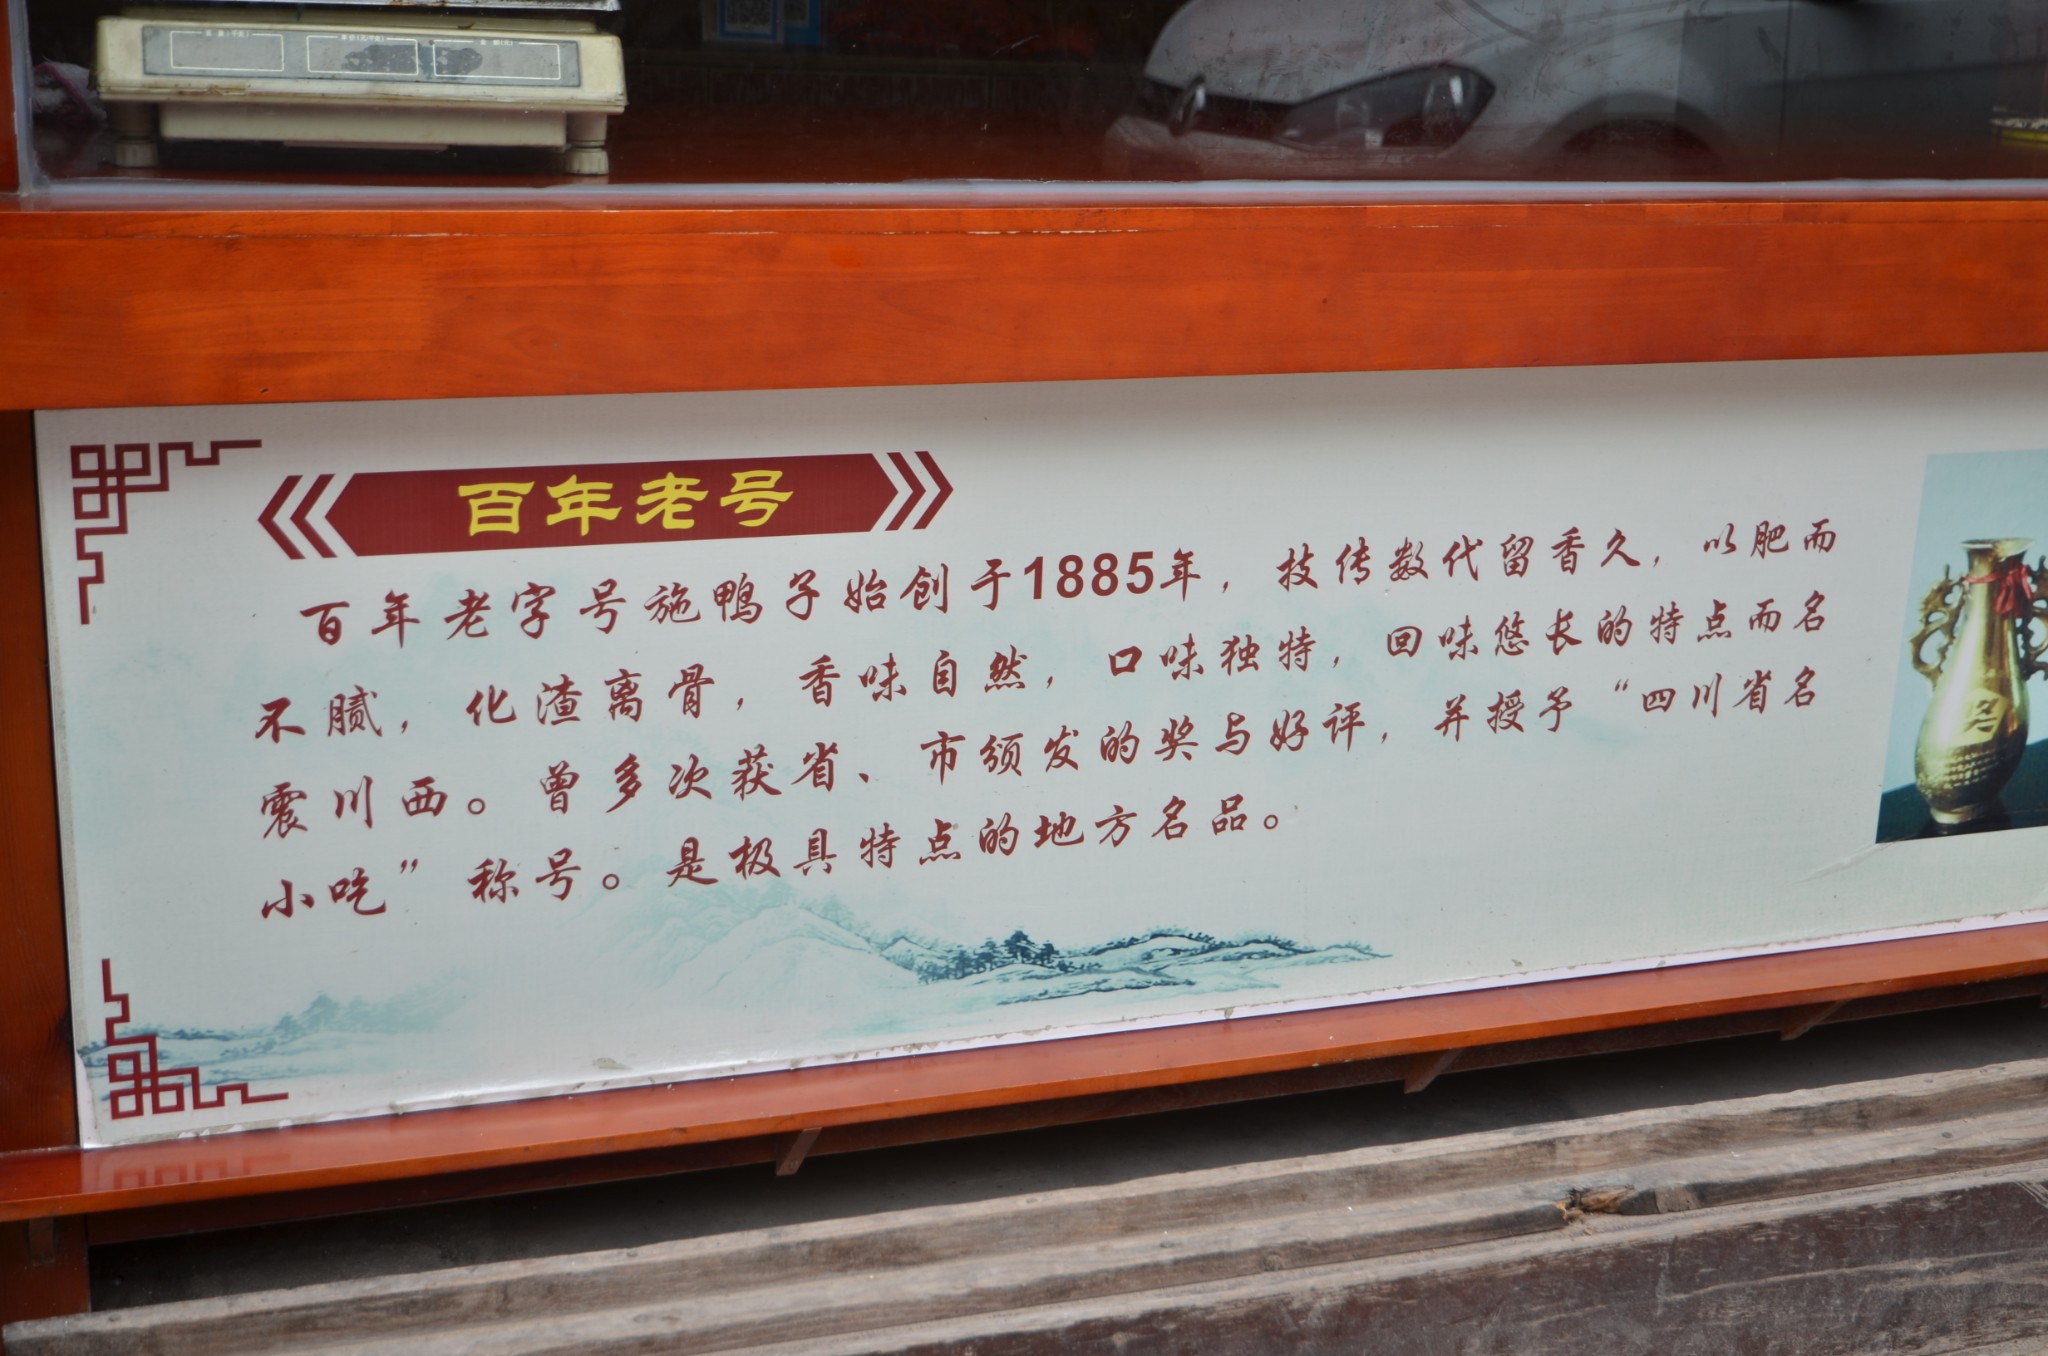 百年老号
百年老字号施鸭子始创于1885年，技传数代留香久，以肥而
不腻，化渣离骨，香味自然，口味独特，回味悠长的特点而名
震川西。曾多次获省、市颁发的奖与好评，并授予“四川省名
小吃”称号。是极具特点的地方名品。
奖